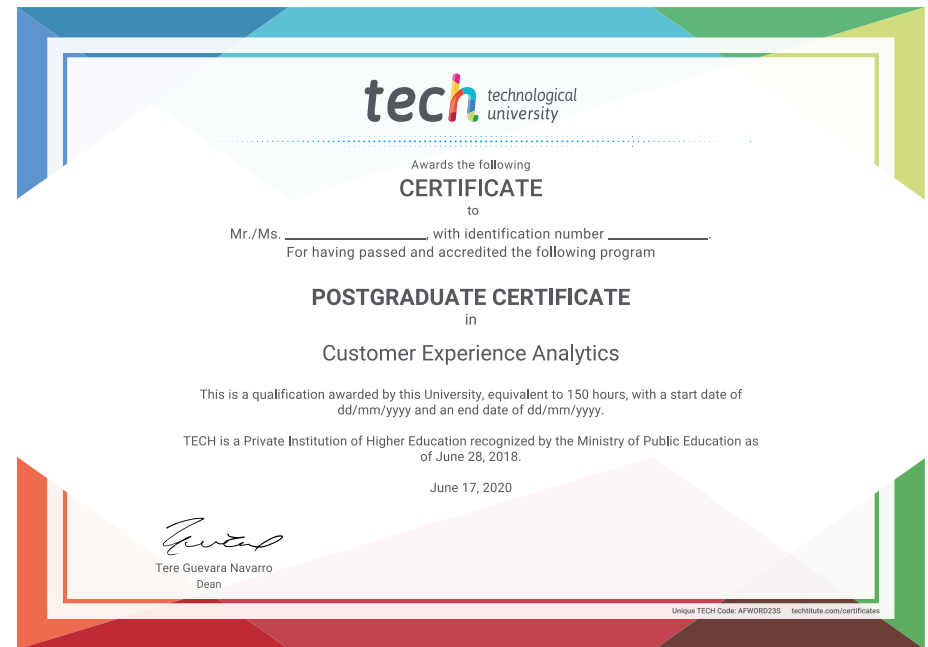 tech technological
university
Awards the following
CERTIFICATE
to
Mr./Ms. ____________________, with identification number ______________.
For having passed and accredited the following program
POSTGRADUATE CERTIFICATE
in
Customer Experience Analytics
This is a qualification awarded by this University, equivalent to 150 hours, with a start date of
dd/mm/yyyy and an end date of dd/mm/yyyy.
TECH is a Private Institution of Higher Education recognized by the Ministry of Public Education as
of June 28, 2018.
June 17, 2020
Tere Guevara Navarro
Dean
Unique TECH Code: AFWORD23S techtitute.com/certificates